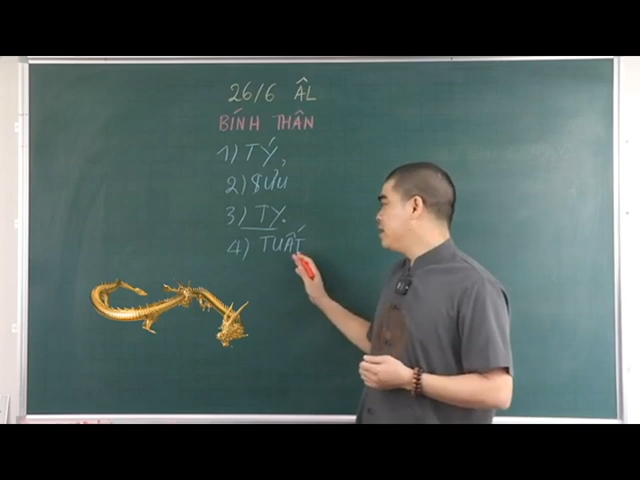 26/6 ÂL
BÍNH THÂN
1) TÝ,
2) SỬU
3) TỴ.
4) TUẤT